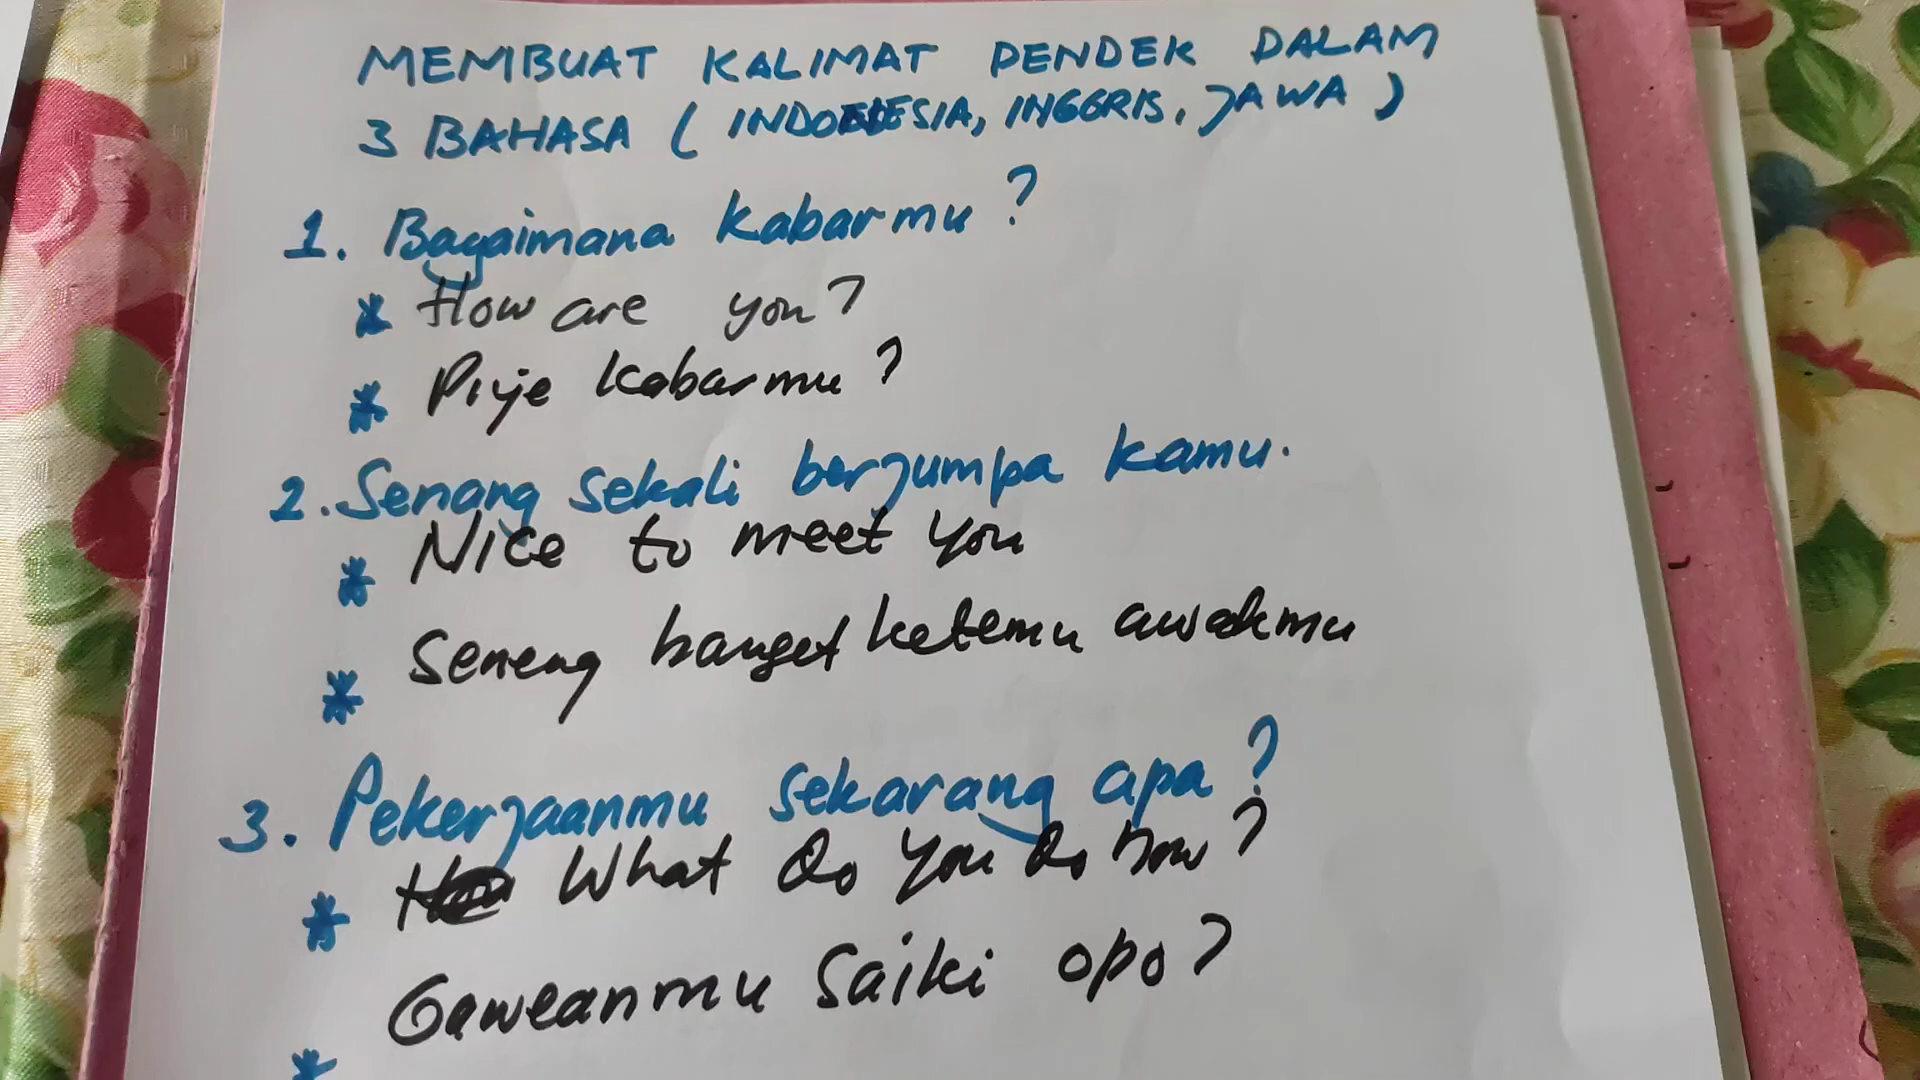 MEMBUAT KALIMAT PENDEK DALAM
3 BAHASA ( INDONESIA, INGGRIS, JAWA )
1. Bagaimana kabarmu ?
* How are you?
* Piye kabarmu ?
2. Senang sekali berjumpa kamu.
* Nice to meet you
* Seneng banget ketemu awakmu
3. Pekerjaanmu sekarang apa ?
* What do you do now ?
* Gaweanmu saiki opo?